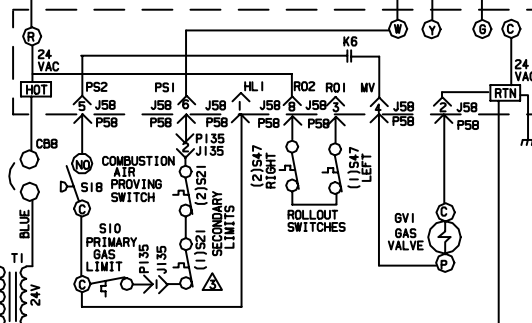 R
W
Y
G
C
K6
24
VAC
24
VAC
HOT
PS2
PS1
HL1
RO2
RO1
MV
RTN
5
J58
J58
6
J58
1
J58
8
J58
3
4
J58
2
J58
P58
P58
P58
P58
P58
P58
P58
CB8
NO
COMBUSTION
AIR
PROVING
SWITCH
P135
2
J135
(2)S21
(2)S47
RIGHT
(1)S47
LEFT
S18
C
BLUE
S10
PRIMARY
GAS
LIMIT
P135
J135
1
(1)S21
SECONDARY
LIMITS
3
ROLLOUT
SWITCHES
C
GV1
GAS
VALVE
P
T1
24V
C